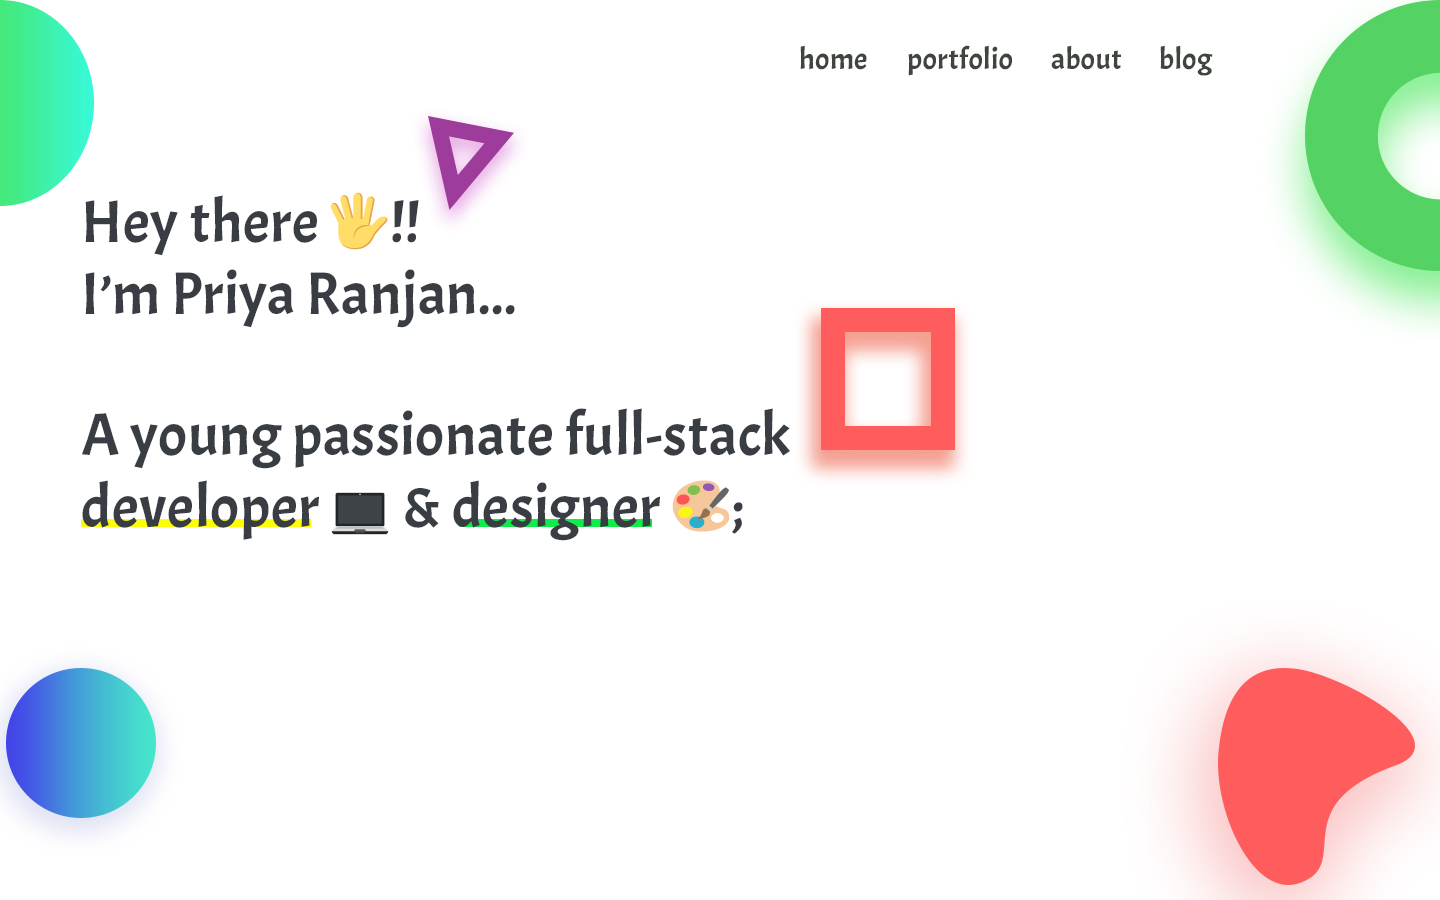 home portfolio about blog
Hey there 🖐!!
I’m Priya Ranjan...
A young passionate full-stack
developer 💻 & designer 🎨;